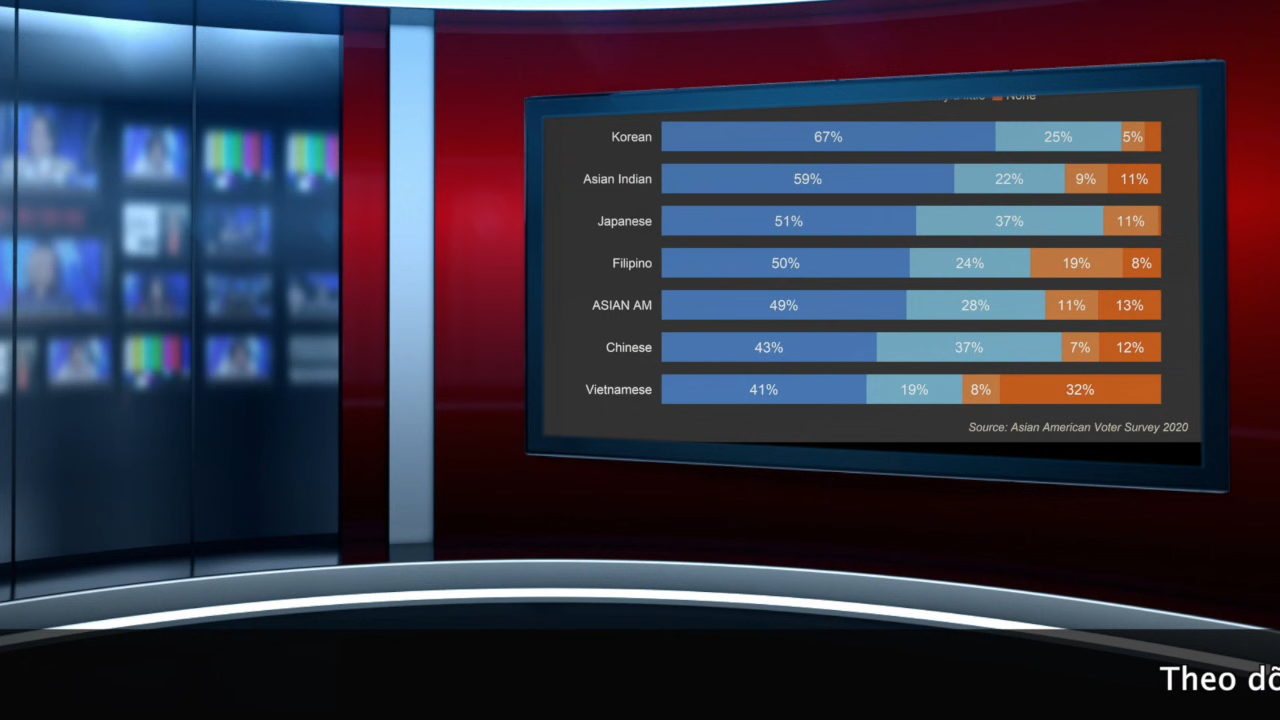 None
Korean 67% 25% 5%
Asian Indian 59% 22% 9% 11%
Japanese 51% 37% 11%
Filipino 50% 24% 19% 8%
ASIAN AM 49% 28% 11% 13%
Chinese 43% 37% 7% 12%
Vietnamese 41% 19% 8% 32%
Source: Asian American Voter Survey 2020
Theo dõ